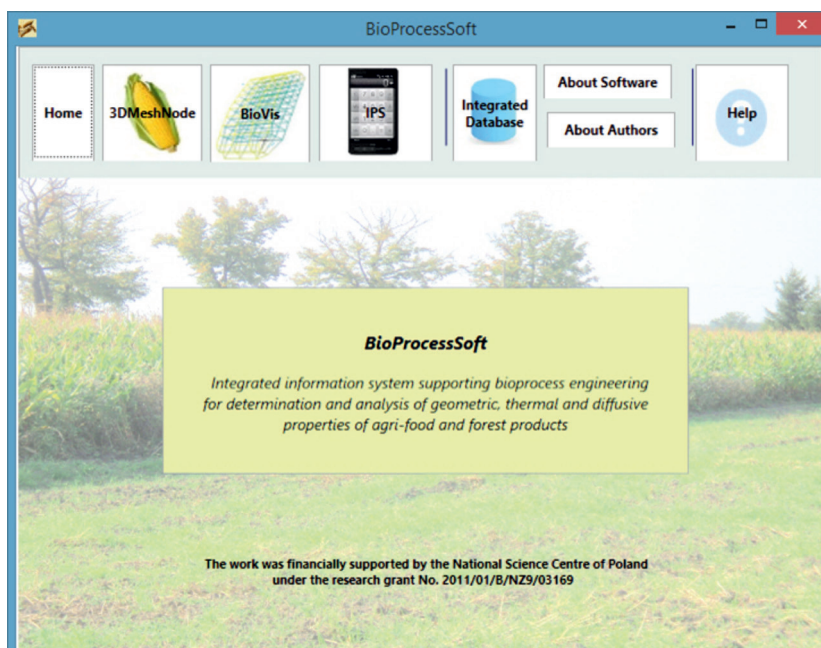 BioProcessSoft
Home
3DMeshNode
BioVis
IPS
Integrated
Database
About Software
About Authors
Help
BioProcessSoft
Integrated information system supporting bioprocess engineering
for determination and analysis of geometric, thermal and diffusive
properties of agri-food and forest products
The work was financially supported by the National Science Centre of Poland
under the research grant No. 2011/01/B/NZ9/03169